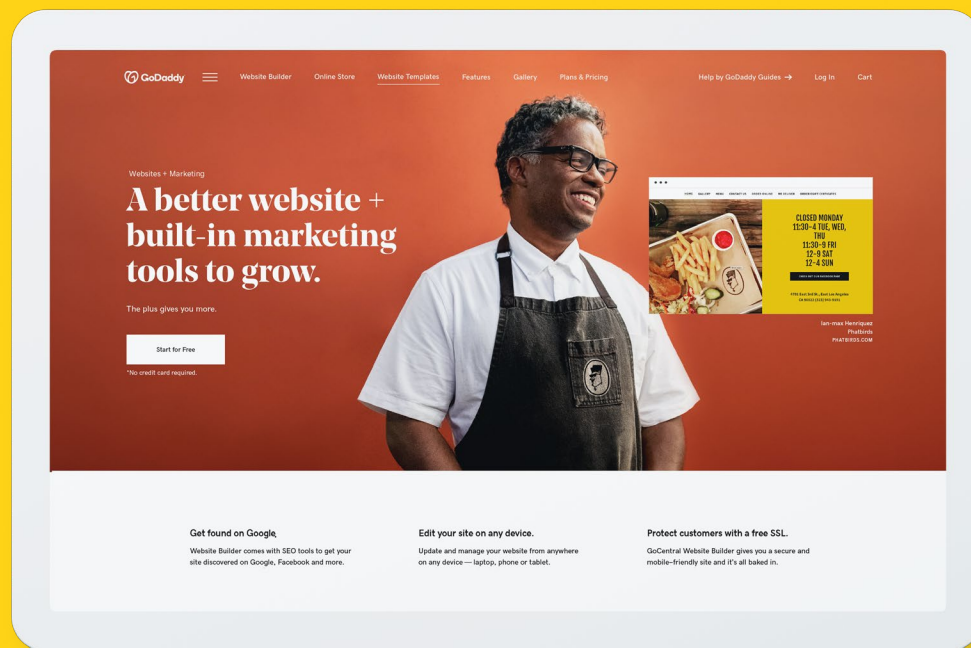 GoDaddy
Website Builder
Online Store
Website Templates
Features
Gallery
Plans & Pricing
Help by GoDaddy Guides →
Log In
Cart
Websites + Marketing
A better website +
built-in marketing
tools to grow.
The plus gives you more.
Start for Free
*No credit card required.
HOME GALLERY MENU CONTACT US
CLOSED MONDAY
11:30-4 TUE, WED,
THU
11:30-9 FRI
12-9 SAT
12-4 SUN
Ian-max Henriquez
Phatbirds
PHATBIRDS.COM
Get found on Google.
Website Builder comes with SEO tools to get your
site discovered on Google, Facebook and more.
Edit your site on any device.
Update and manage your website from anywhere
on any device — laptop, phone or tablet.
Protect customers with a free SSL.
GoCentral Website Builder gives you a secure and
mobile-friendly site and it's all baked in.